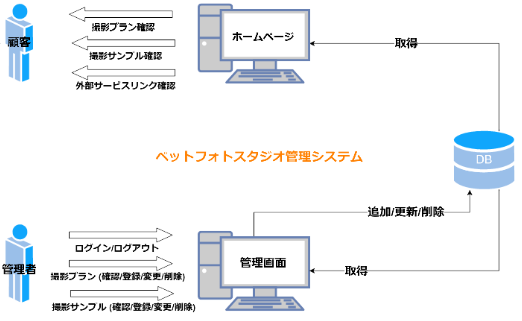 撮影プラン確認
顧客
ホームページ
取得
撮影サンプル確認
外部サービスリンク確認
ペットフォトスタジオ管理システム
DB
追加/更新/削除
ログイン/ログアウト
管理者
管理画面
取得
撮影プラン (確認/登録/変更/削除)
撮影サンプル (確認/登録/変更/削除)